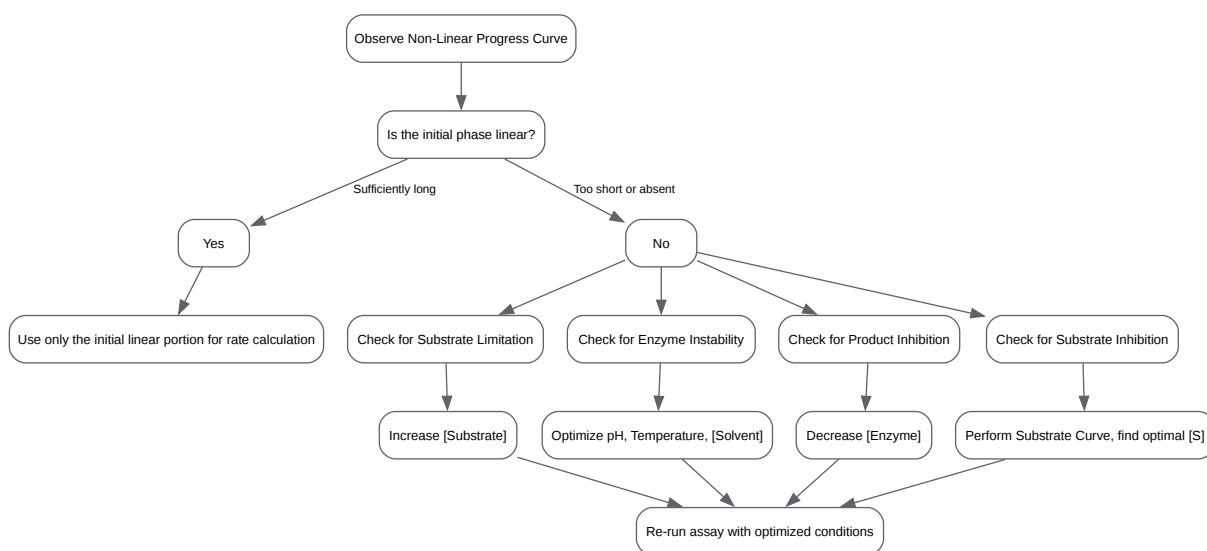 Observe Non-Linear Progress Curve
Is the initial phase linear?
Sufficiently long
Too short or absent
Yes
No
Use only the initial linear portion for rate calculation
Check for Substrate Limitation
Check for Enzyme Instability
Check for Product Inhibition
Check for Substrate Inhibition
Increase [Substrate]
Optimize pH, Temperature, [Solvent]
Decrease [Enzyme]
Perform Substrate Curve, find optimal [S]
Re-run assay with optimized conditions